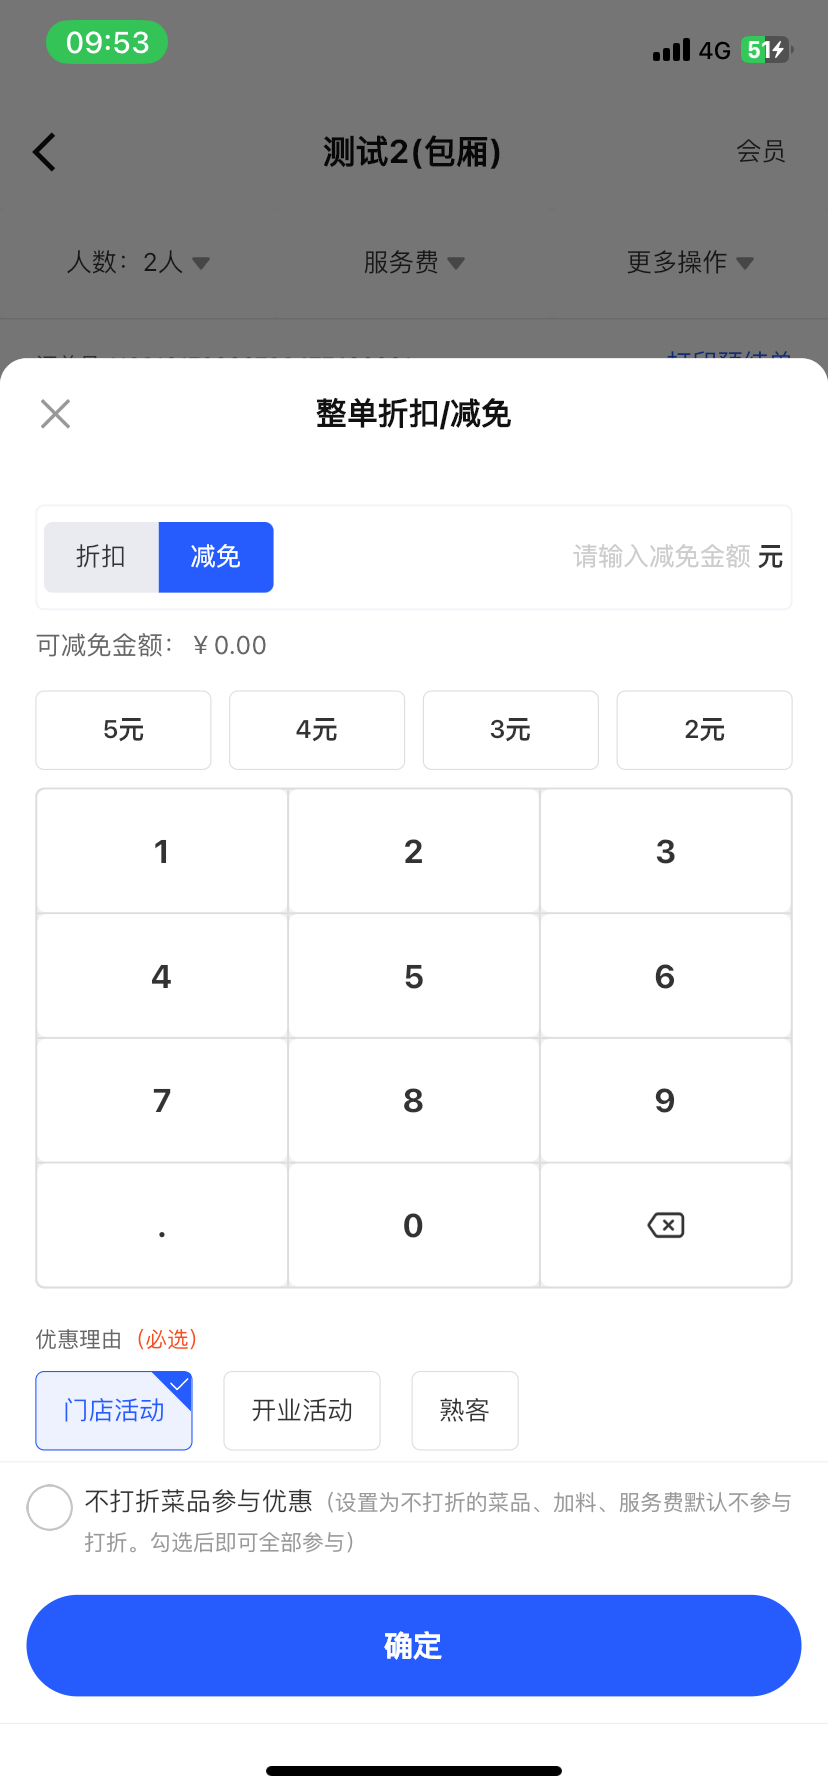 09:53
4G 51
测试2(包厢)
会员
人数：2人
服务费
更多操作
整单折扣/减免
折扣
减免
请输入减免金额 元
可减免金额： ¥ 0.00
5元
4元
3元
2元
1
2
3
4
5
6
7
8
9
.
0
优惠理由（必选）
门店活动
开业活动
熟客
不打折菜品参与优惠（设置为不打折的菜品、加料、服务费默认不参与
打折。勾选后即可全部参与）
确定